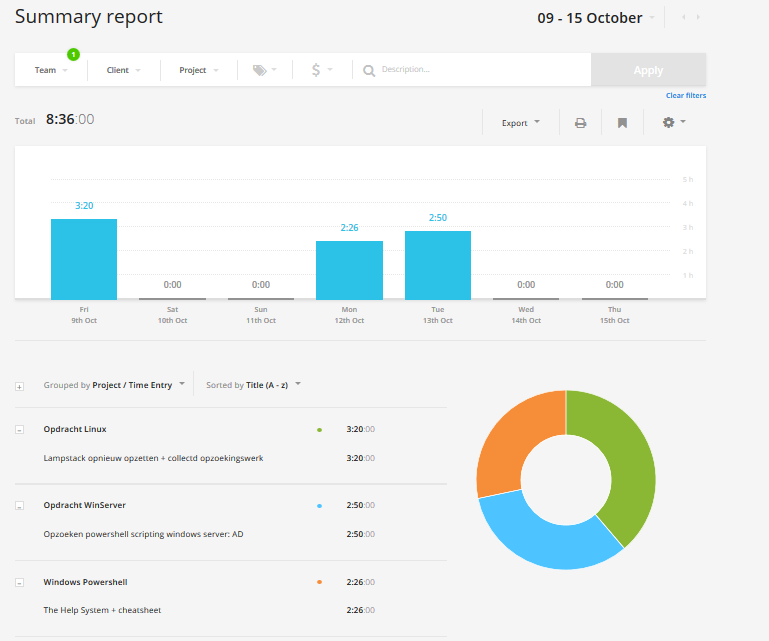 Summary report
09 - 15 October
1
Team Client Project $ Description... Apply
Clear filters
Total 8:36:00
Export
5 h
4 h
3 h
2 h
1 h
3:20 0:00 0:00 2:26 2:50 0:00 0:00
Fri Sat Sun Mon Tue Wed Thu
9th Oct 10th Oct 11th Oct 12th Oct 13th Oct 14th Oct 15th Oct
Grouped by Project / Time Entry Sorted by Title (A - z)
Opdracht Linux 3:20:00
Lampstack opnieuw opzetten + collectd opzoekingswerk 3:20:00
Opdracht WinServer 2:50:00
Opzoeken powershell scripting windows server: AD 2:50:00
Windows Powershell 2:26:00
The Help System + cheatsheet 2:26:00